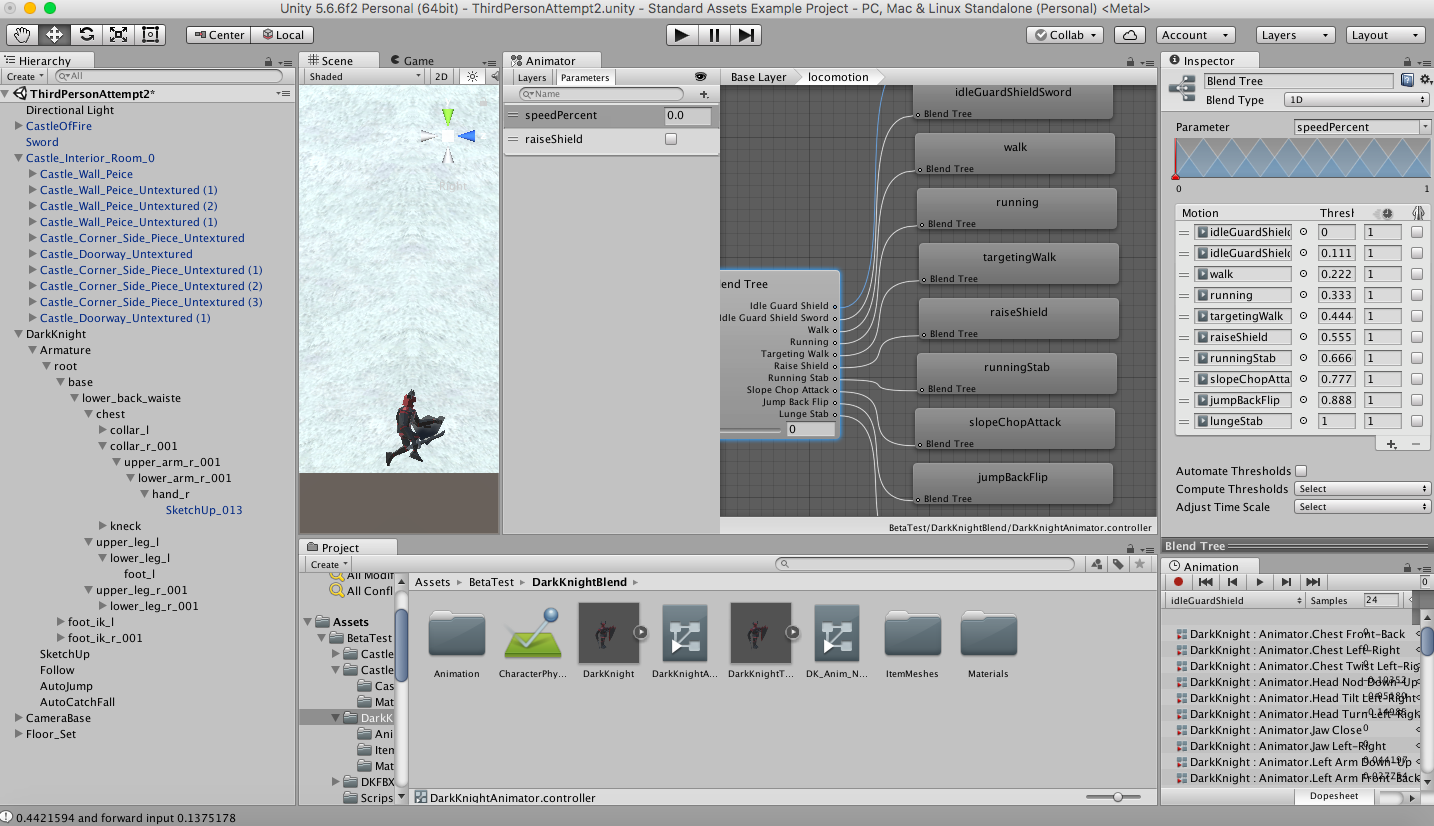 Unity 5.6.6f2 Personal (64bit) - ThirdPersonAttempt2.unity - Standard Assets Example Project - PC, Mac & Linux Standalone (Personal) <Metal>
Center Local Collab Account Layers Layout
Hierarchy
Create All
ThirdPersonAttempt2*
Directional Light
CastleOfFire
Sword
Castle_Interior_Room_0
Castle_Wall_Peice
Castle_Wall_Peice_Untextured (1)
Castle_Wall_Peice_Untextured (2)
Castle_Wall_Peice_Untextured (1)
Castle_Corner_Side_Piece_Untextured
Castle_Doorway_Untextured
Castle_Corner_Side_Piece_Untextured (1)
Castle_Corner_Side_Piece_Untextured (2)
Castle_Corner_Side_Piece_Untextured (3)
Castle_Doorway_Untextured (1)
DarkKnight
Armature
root
base
lower_back_waiste
chest
collar_l
collar_r_001
upper_arm_r_001
lower_arm_r_001
hand_r
SketchUp_013
kneck
upper_leg_l
lower_leg_l
foot_l
upper_leg_r_001
lower_leg_r_001
foot_ik_l
foot_ik_r_001
SketchUp
Follow
AutoJump
AutoCatchFall
CameraBase
Floor_Set
Scene Game
Shaded 2D
Right
Animator
Layers Parameters Base Layer locomotion
Name
speedPercent 0.0
raiseShield
idleGuardShieldSword
Blend Tree
walk
Blend Tree
running
Blend Tree
targetingWalk
Blend Tree
raiseShield
Blend Tree
runningStab
Blend Tree
slopeChopAttack
Blend Tree
jumpBackFlip
Blend Tree
end Tree
Idle Guard Shield
Idle Guard Shield Sword
Walk
Running
Targeting Walk
Raise Shield
Running Stab
Slope Chop Attack
Jump Back Flip
Lunge Stab
0
BetaTest/DarkKnightBlend/DarkKnightAnimator.controller
Inspector
Blend Tree
Blend Type 1D
Parameter speedPercent
0 1
Motion Thresh
idleGuardShield 0 1
idleGuardShield 0.111 1
walk 0.222 1
running 0.333 1
targetingWalk 0.444 1
raiseShield 0.555 1
runningStab 0.666 1
slopeChopAtta 0.777 1
jumpBackFlip 0.888 1
lungeStab 1 1
Automate Thresholds
Compute Thresholds Select
Adjust Time Scale Select
Blend Tree
Animation
0
idleGuardShield Samples 24
DarkKnight : Animator.Chest Front-Back 0
DarkKnight : Animator.Chest Left-Right
DarkKnight : Animator.Chest Twist Left-Rig
DarkKnight : Animator.Head Nod Down-Up
DarkKnight : Animator.Head Tilt Left-Right
DarkKnight : Animator.Head Turn Left-Righ
DarkKnight : Animator.Jaw Close 0
DarkKnight : Animator.Jaw Left-Right
DarkKnight : Animator.Left Arm Down-Up
DarkKnight : Animator.Left Arm Front-Back
Dopesheet
Project
Create
All Modif
All Confl
Assets
BetaTest
Castle
Castle
Cas
Mat
DarkK
Ani
Item
Mat
DKFBX
Scrips
Assets BetaTest DarkKnightBlend
Animation CharacterPhy... DarkKnight DarkKnightA... DarkKnightT... DK_Anim_N... ItemMeshes Materials
DarkKnightAnimator.controller
0.4421594 and forward input 0.1375178